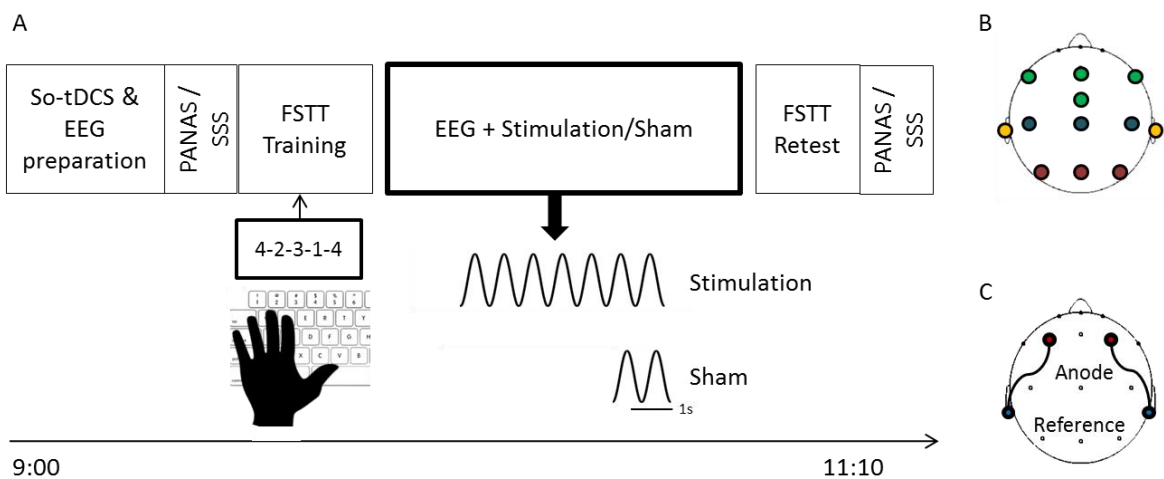 A
B
So-tDCS &
EEG
preparation
PANAS /
SSS
FSTT
Training
EEG + Stimulation/Sham
FSTT
Retest
PANAS /
SSS
4-2-3-1-4
Stimulation
E R T Y
D F G H
X C V B
C
Sham
1s
Anode
Reference
9:00
11:10